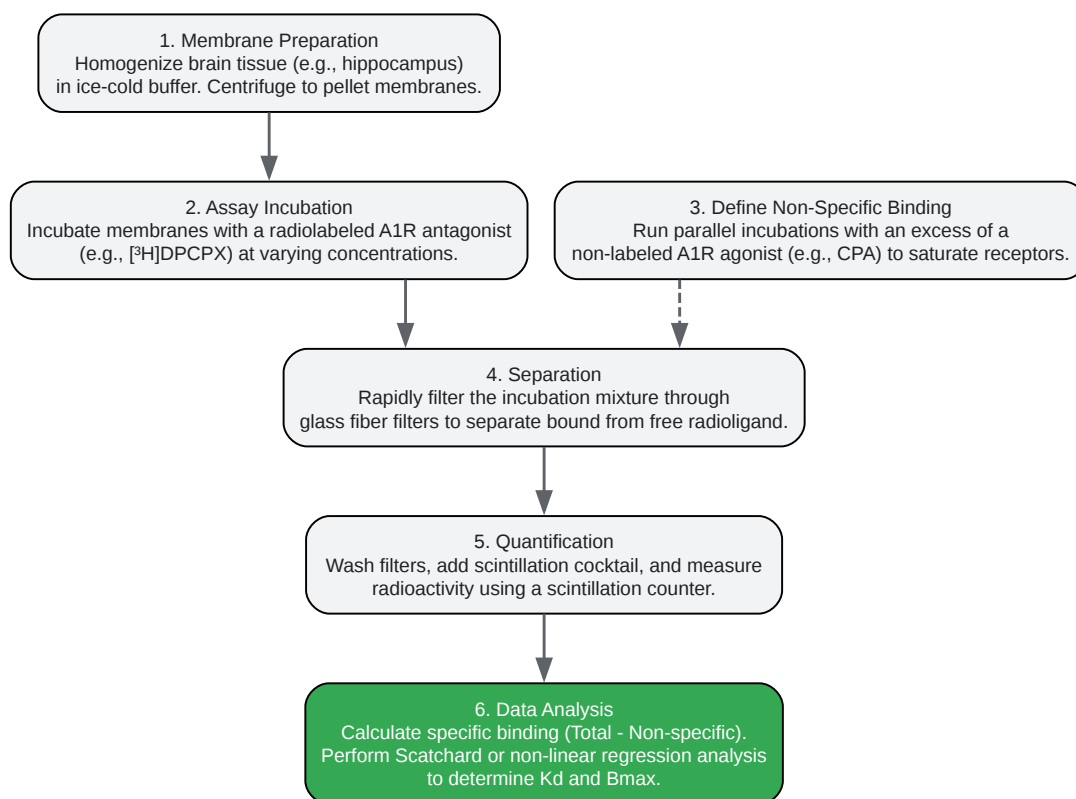 1. Membrane Preparation
Homogenize brain tissue (e.g., hippocampus)
in ice-cold buffer. Centrifuge to pellet membranes.
2. Assay Incubation
Incubate membranes with a radiolabeled A1R antagonist
(e.g., [³H]DPCPX) at varying concentrations.
3. Define Non-Specific Binding
Run parallel incubations with an excess of a
non-labeled A1R agonist (e.g., CPA) to saturate receptors.
4. Separation
Rapidly filter the incubation mixture through
glass fiber filters to separate bound from free radioligand.
5. Quantification
Wash filters, add scintillation cocktail, and measure
radioactivity using a scintillation counter.
6. Data Analysis
Calculate specific binding (Total - Non-specific).
Perform Scatchard or non-linear regression analysis
to determine Kd and Bmax.